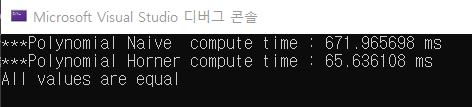 Microsoft Visual Studio 디버그 콘솔
***Polynomial Naive  compute time : 671.965698 ms
***Polynomial Horner compute time : 65.636108 ms
All values are equal